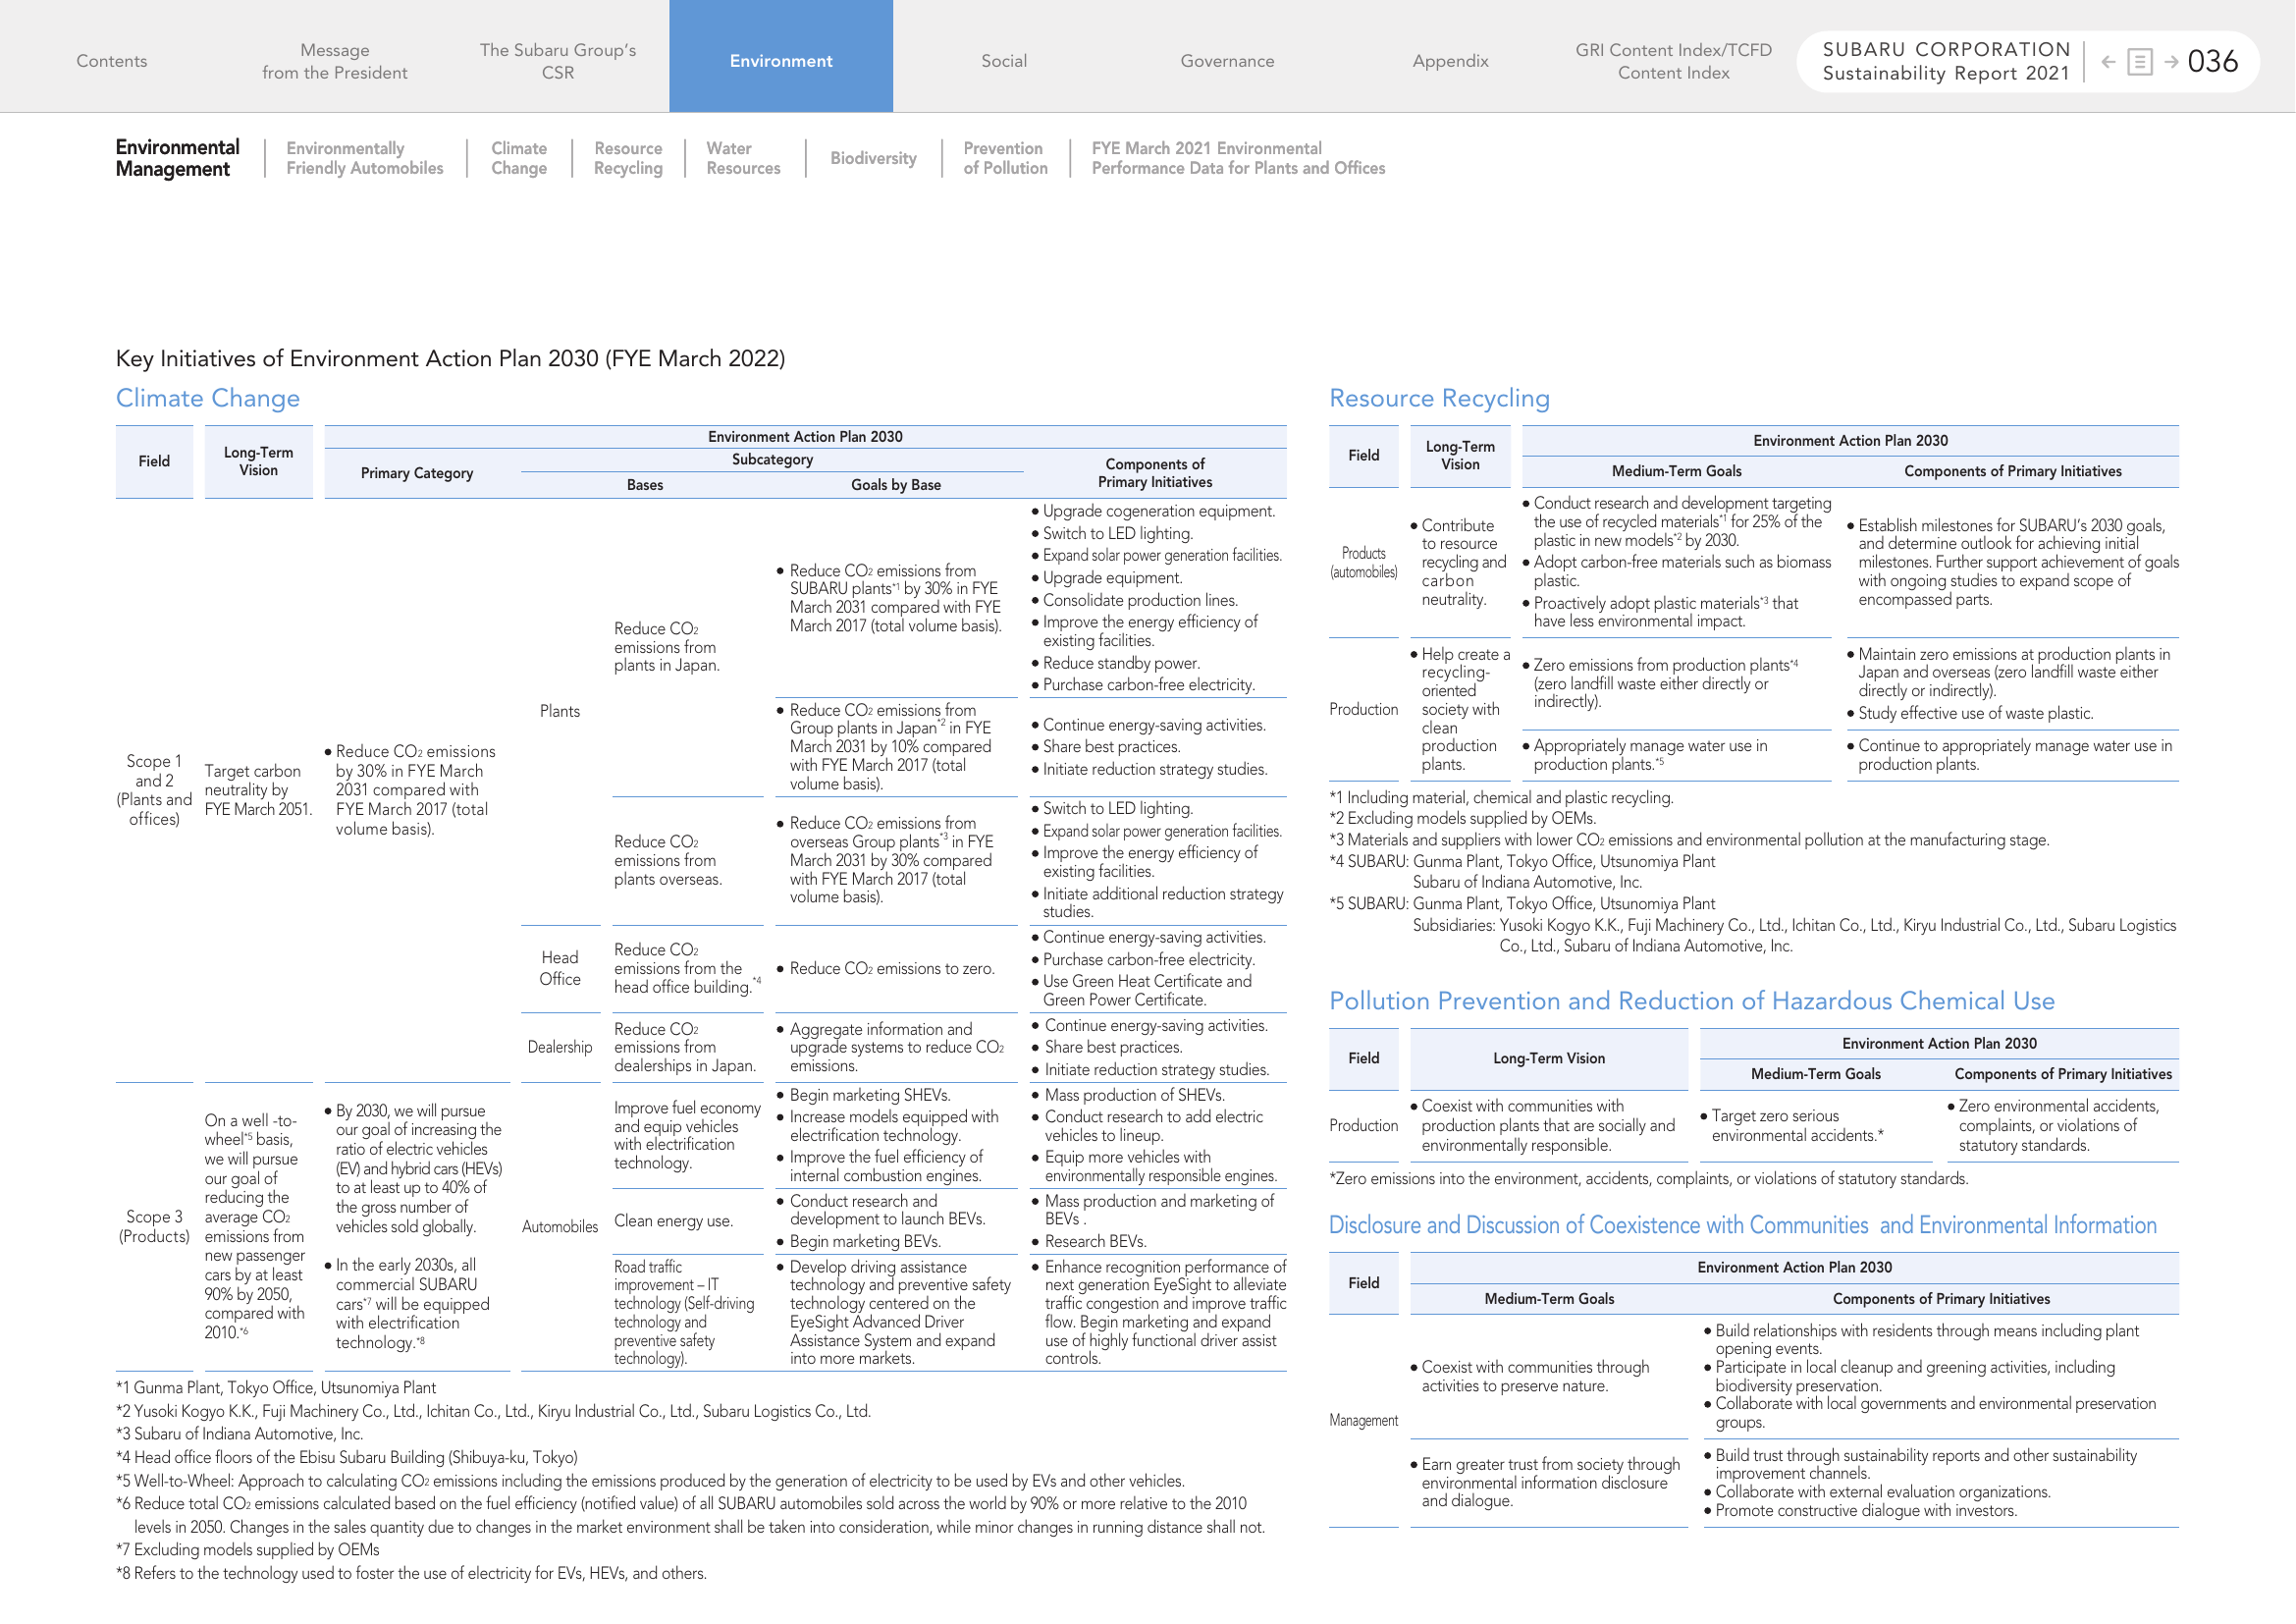 Contents
Message
from the President
The Subaru Group's
CSR
Environment
Social
Governance
Appendix
GRI Content Index/TCFD
Content Index
SUBARU CORPORATION
Sustainability Report 2021
036
Environmental
Management
Environmentally
Friendly Automobiles
Climate
Change
Resource
Recycling
Water
Resources
Biodiversity
Prevention
of Pollution
FYE March 2021 Environmental
Performance Data for Plants and Offices
Key Initiatives of Environment Action Plan 2030 (FYE March 2022)
Climate Change
Field
Long-Term
Vision
Environment Action Plan 2030
Primary Category
Subcategory
Bases
Goals by Base
Components of
Primary Initiatives
Scope 1
and 2
(Plants and
offices)
Target carbon
neutrality by
FYE March 2051.
● Reduce CO2 emissions
by 30% in FYE March
2031 compared with
FYE March 2017 (total
volume basis).
Plants
Reduce CO2
emissions from
plants in Japan.
● Reduce CO2 emissions from
SUBARU plants*1 by 30% in FYE
March 2031 compared with FYE
March 2017 (total volume basis).
● Upgrade cogeneration equipment.
● Switch to LED lighting.
● Expand solar power generation facilities.
● Upgrade equipment.
● Consolidate production lines.
● Improve the energy efficiency of
existing facilities.
● Reduce standby power.
● Purchase carbon-free electricity.
● Reduce CO2 emissions from
Group plants in Japan*2 in FYE
March 2031 by 10% compared
with FYE March 2017 (total
volume basis).
● Continue energy-saving activities.
● Share best practices.
● Initiate reduction strategy studies.
Reduce CO2
emissions from
plants overseas.
● Reduce CO2 emissions from
overseas Group plants*3 in FYE
March 2031 by 30% compared
with FYE March 2017 (total
volume basis).
● Switch to LED lighting.
● Expand solar power generation facilities.
● Improve the energy efficiency of
existing facilities.
● Initiate additional reduction strategy
studies.
Head
Office
Reduce CO2
emissions from the
head office building.*4
● Reduce CO2 emissions to zero.
● Continue energy-saving activities.
● Purchase carbon-free electricity.
● Use Green Heat Certificate and
Green Power Certificate.
Dealership
Reduce CO2
emissions from
dealerships in Japan.
● Aggregate information and
upgrade systems to reduce CO2
emissions.
● Continue energy-saving activities.
● Share best practices.
● Initiate reduction strategy studies.
Scope 3
(Products)
On a well -to-
wheel*5 basis,
we will pursue
our goal of
reducing the
average CO2
emissions from
new passenger
cars by at least
90% by 2050,
compared with
2010.*6
● By 2030, we will pursue
our goal of increasing the
ratio of electric vehicles
(EV) and hybrid cars (HEVs)
to at least up to 40% of
the gross number of
vehicles sold globally.
● In the early 2030s, all
commercial SUBARU
cars*7 will be equipped
with electrification
technology.*8
Automobiles
Improve fuel economy
and equip vehicles
with electrification
technology.
● Begin marketing SHEVs.
● Increase models equipped with
electrification technology.
● Improve the fuel efficiency of
internal combustion engines.
● Mass production of SHEVs.
● Conduct research to add electric
vehicles to lineup.
● Equip more vehicles with
environmentally responsible engines.
Clean energy use.
● Conduct research and
development to launch BEVs.
● Begin marketing BEVs.
● Mass production and marketing of
BEVs .
● Research BEVs.
Road traffic
improvement – IT
technology (Self-driving
technology and
preventive safety
technology).
● Develop driving assistance
technology and preventive safety
technology centered on the
EyeSight Advanced Driver
Assistance System and expand
into more markets.
● Enhance recognition performance of
next generation EyeSight to alleviate
traffic congestion and improve traffic
flow. Begin marketing and expand
use of highly functional driver assist
controls.
*1 Gunma Plant, Tokyo Office, Utsunomiya Plant
*2 Yusoki Kogyo K.K., Fuji Machinery Co., Ltd., Ichitan Co., Ltd., Kiryu Industrial Co., Ltd., Subaru Logistics Co., Ltd.
*3 Subaru of Indiana Automotive, Inc.
*4 Head office floors of the Ebisu Subaru Building (Shibuya-ku, Tokyo)
*5 Well-to-Wheel: Approach to calculating CO2 emissions including the emissions produced by the generation of electricity to be used by EVs and other vehicles.
*6 Reduce total CO2 emissions calculated based on the fuel efficiency (notified value) of all SUBARU automobiles sold across the world by 90% or more relative to the 2010
levels in 2050. Changes in the sales quantity due to changes in the market environment shall be taken into consideration, while minor changes in running distance shall not.
*7 Excluding models supplied by OEMs
*8 Refers to the technology used to foster the use of electricity for EVs, HEVs, and others.
Resource Recycling
Field
Long-Term
Vision
Environment Action Plan 2030
Medium-Term Goals
Components of Primary Initiatives
Products
(automobiles)
● Contribute
to resource
recycling and
carbon
neutrality.
● Conduct research and development targeting
the use of recycled materials*1 for 25% of the
plastic in new models*2 by 2030.
● Adopt carbon-free materials such as biomass
plastic.
● Proactively adopt plastic materials*3 that
have less environmental impact.
● Establish milestones for SUBARU's 2030 goals,
and determine outlook for achieving initial
milestones. Further support achievement of goals
with ongoing studies to expand scope of
encompassed parts.
Production
● Help create a
recycling-
oriented
society with
clean
production
plants.
● Zero emissions from production plants*4
(zero landfill waste either directly or
indirectly).
● Maintain zero emissions at production plants in
Japan and overseas (zero landfill waste either
directly or indirectly).
● Study effective use of waste plastic.
● Appropriately manage water use in
production plants.*5
● Continue to appropriately manage water use in
production plants.
*1 Including material, chemical and plastic recycling.
*2 Excluding models supplied by OEMs.
*3 Materials and suppliers with lower CO2 emissions and environmental pollution at the manufacturing stage.
*4 SUBARU: Gunma Plant, Tokyo Office, Utsunomiya Plant
Subaru of Indiana Automotive, Inc.
*5 SUBARU: Gunma Plant, Tokyo Office, Utsunomiya Plant
Subsidiaries: Yusoki Kogyo K.K., Fuji Machinery Co., Ltd., Ichitan Co., Ltd., Kiryu Industrial Co., Ltd., Subaru Logistics
Co., Ltd., Subaru of Indiana Automotive, Inc.
Pollution Prevention and Reduction of Hazardous Chemical Use
Field
Long-Term Vision
Environment Action Plan 2030
Medium-Term Goals
Components of Primary Initiatives
Production
● Coexist with communities with
production plants that are socially and
environmentally responsible.
● Target zero serious
environmental accidents.*
● Zero environmental accidents,
complaints, or violations of
statutory standards.
*Zero emissions into the environment, accidents, complaints, or violations of statutory standards.
Disclosure and Discussion of Coexistence with Communities and Environmental Information
Field
Environment Action Plan 2030
Medium-Term Goals
Components of Primary Initiatives
Management
● Coexist with communities through
activities to preserve nature.
● Build relationships with residents through means including plant
opening events.
● Participate in local cleanup and greening activities, including
biodiversity preservation.
● Collaborate with local governments and environmental preservation
groups.
● Earn greater trust from society through
environmental information disclosure
and dialogue.
● Build trust through sustainability reports and other sustainability
improvement channels.
● Collaborate with external evaluation organizations.
● Promote constructive dialogue with investors.